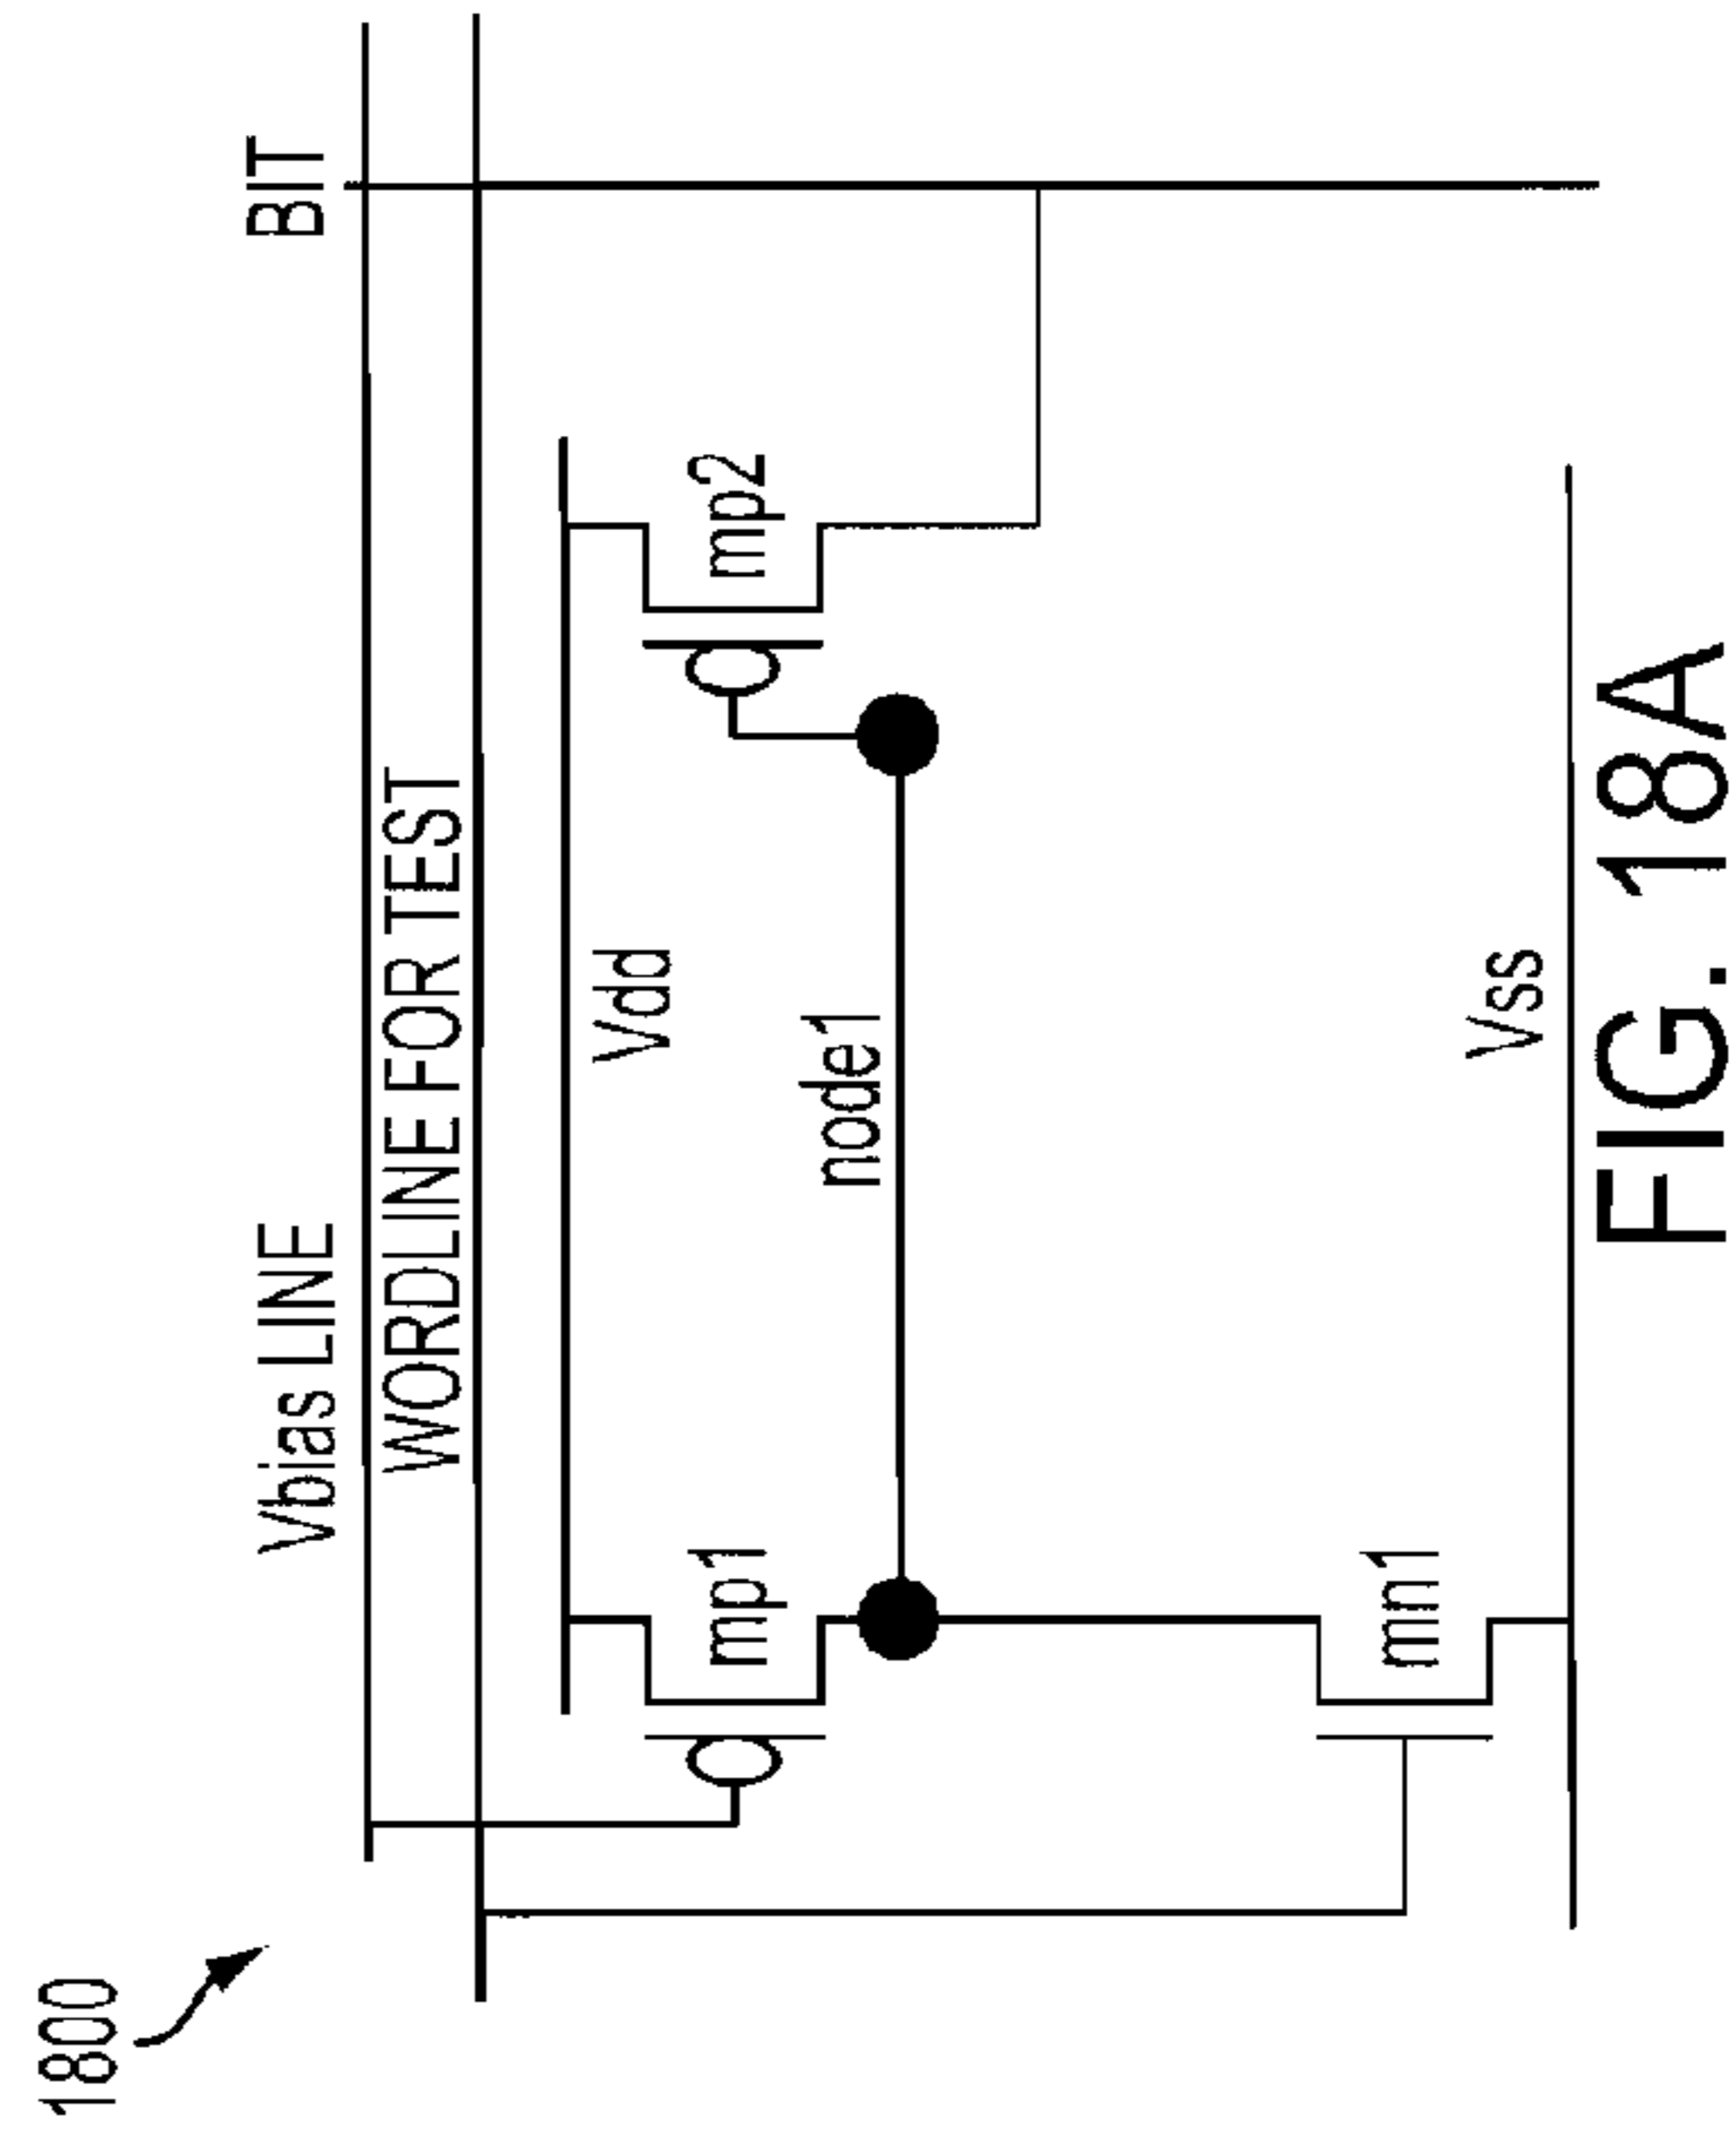 1800
Vbias LINE
BIT
WORDLINE FOR TEST
Vdd
mp1
mp2
node1
mn1
Vss
FIG. 18A